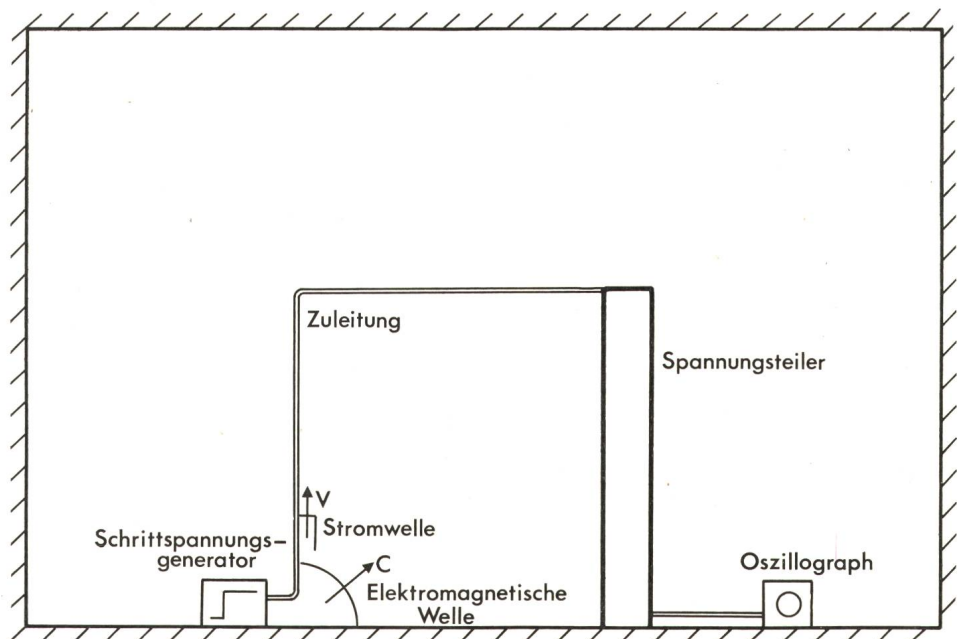 Zuleitung
Spannungsteiler
V
Stromwelle
Schrittspannungs-
generator
C
Elektromagnetische
Welle
Oszillograph